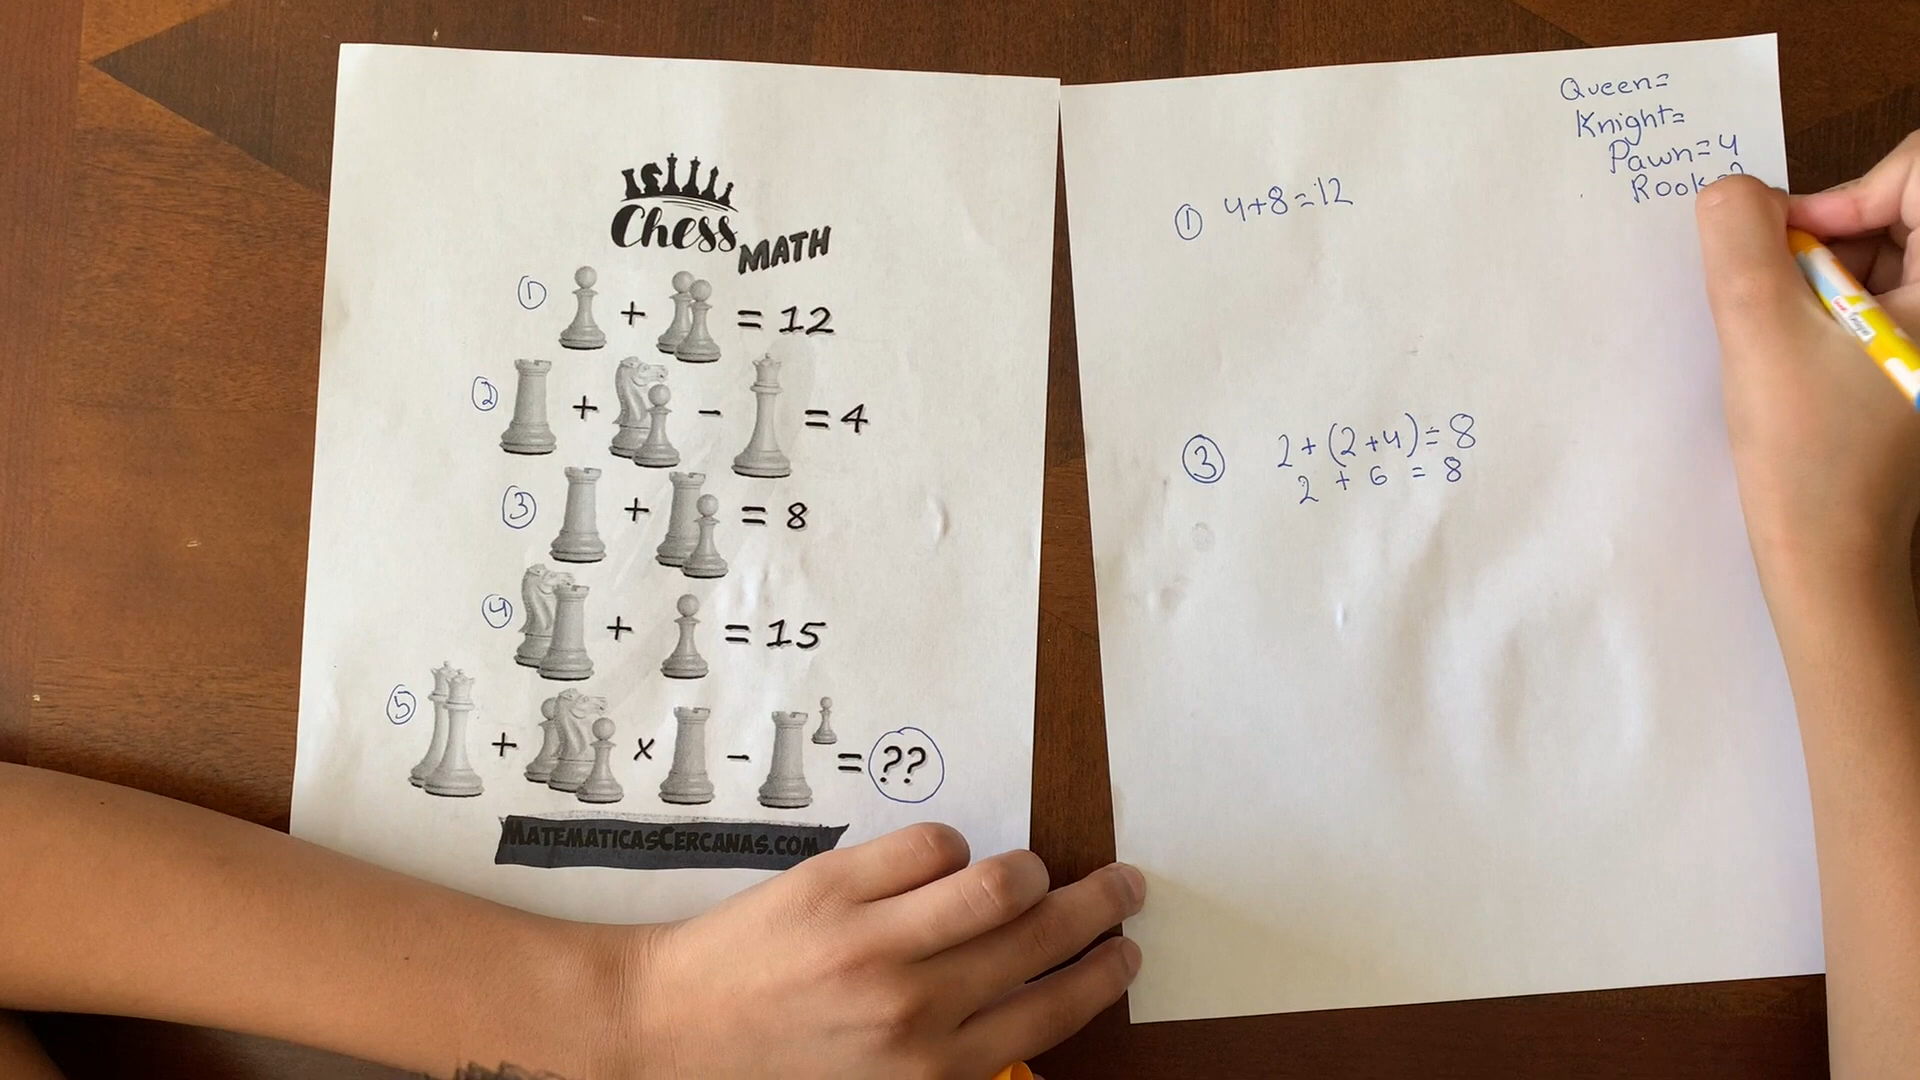 Chess
MATH
① + = 12
② + - = 4
③ + = 8
④ + = 15
⑤ + x - = ??
MATEMATICASCERCANAS.COM
Queen=
Knight=
Pawn=4
① 4+8=12
③ 2+(2+4)=8
2 + 6 = 8